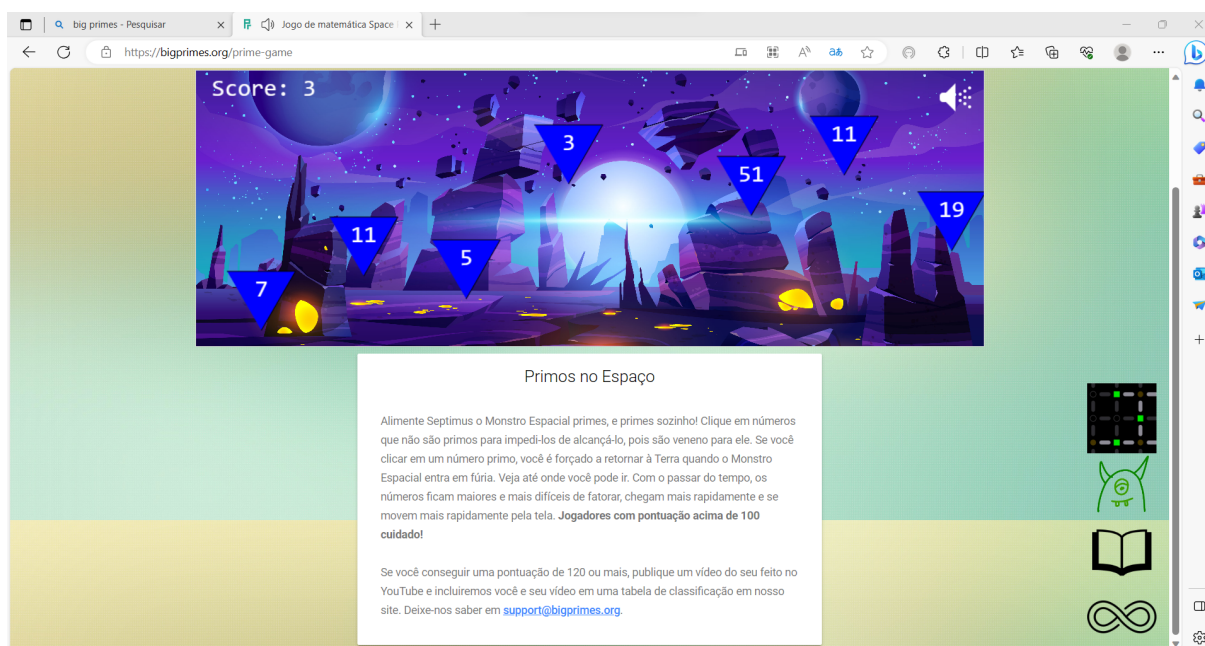 big primes - Pesquisar
Jogo de matemática Space
https://bigprimes.org/prime-game
Score: 3
3
11
51
19
11
5
7
Primos no Espaço
Alimente Septimus o Monstro Espacial primes, e primes sozinho! Clique em números
que não são primos para impedi-los de alcançá-lo, pois são veneno para ele. Se você
clicar em um número primo, você é forçado a retornar à Terra quando o Monstro
Espacial entra em fúria. Veja até onde você pode ir. Com o passar do tempo, os
números ficam maiores e mais difíceis de fatorar, chegam mais rapidamente e se
movem mais rapidamente pela tela. Jogadores com pontuação acima de 100
cuidado!
Se você conseguir uma pontuação de 120 ou mais, publique um vídeo do seu feito no
YouTube e incluiremos você e seu vídeo em uma tabela de classificação em nosso
site. Deixe-nos saber em support@bigprimes.org.